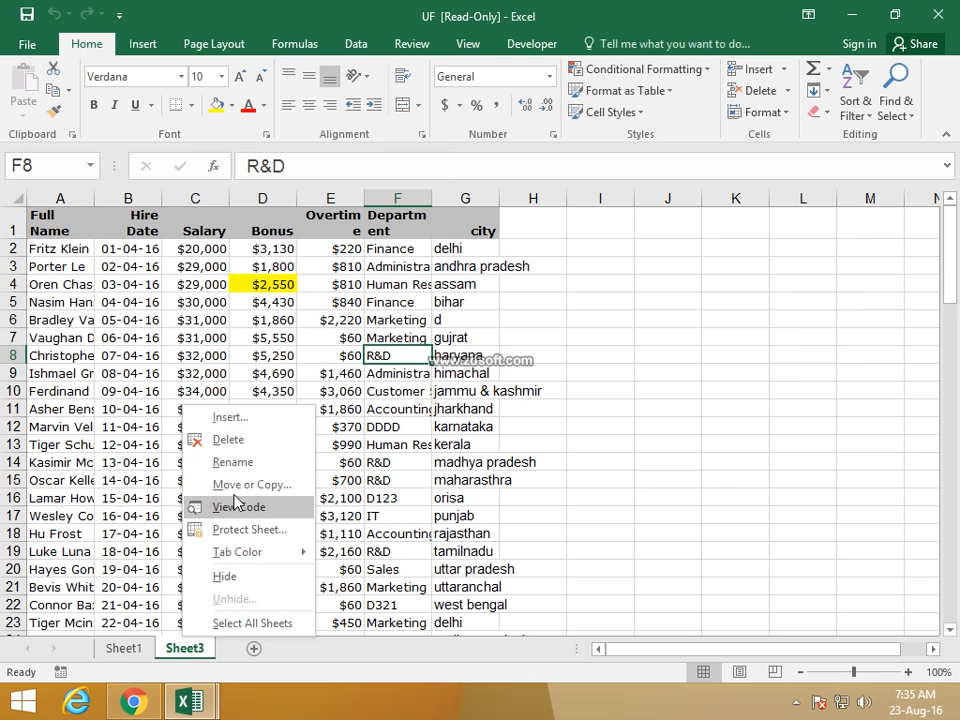 UF [Read-Only] - Excel
File Home Insert Page Layout Formulas Data Review View Developer Tell me what you want to do... Sign in Share
Verdana 10 General Conditional Formatting Insert
Paste Format as Table Delete Sort & Find &
Cell Styles Format Filter Select
Clipboard Font Alignment Number Styles Cells Editing
F8 R&D
A B C D E F G H I J K L M N
1 Full Name Hire Date Salary Bonus Overtim e Departm ent city
2 Fritz Klein 01-04-16 $20,000 $3,130 $220 Finance delhi
3 Porter Le 02-04-16 $29,000 $1,800 $810 Administra andhra pradesh
4 Oren Chas 03-04-16 $29,000 $2,550 $810 Human Res assam
5 Nasim Han 04-04-16 $30,000 $4,430 $840 Finance bihar
6 Bradley Va 05-04-16 $31,000 $1,860 $2,220 Marketing d
7 Vaughan D 06-04-16 $31,000 $5,550 $60 Marketing gujrat
8 Christophe 07-04-16 $32,000 $5,250 $60 R&D haryana
www.zdsoft.com
9 Ishmael Gr 08-04-16 $32,000 $4,690 $1,460 Administra himachal
10 Ferdinand 09-04-16 $34,000 $4,350 $3,060 Customer jammu & kashmir
11 Asher Bens 10-04-16 $1,860 Accounting jharkhand
12 Marvin Vel 11-04-16 $370 DDDD karnataka
13 Tiger Schu 12-04-16 $990 Human Res kerala
14 Kasimir Mc 13-04-16 $60 R&D madhya pradesh
15 Oscar Kelle 14-04-16 $700 R&D maharasthra
16 Lamar How 15-04-16 $2,100 D123 orisa
17 Wesley Co 16-04-16 $3,120 IT punjab
18 Hu Frost 17-04-16 $1,110 Accounting rajasthan
19 Luke Luna 18-04-16 $2,160 R&D tamilnadu
20 Hayes Gon 19-04-16 $60 Sales uttar pradesh
21 Bevis Whit 20-04-16 $1,860 Marketing uttaranchal
22 Connor Ba 21-04-16 $60 D321 west bengal
23 Tiger Mcin 22-04-16 $450 Marketing delhi
Insert...
Delete
Rename
Move or Copy...
View Code
Protect Sheet...
Tab Color
Hide
Unhide...
Select All Sheets
Sheet1 Sheet3
Ready 100%
7:35 AM
23-Aug-16